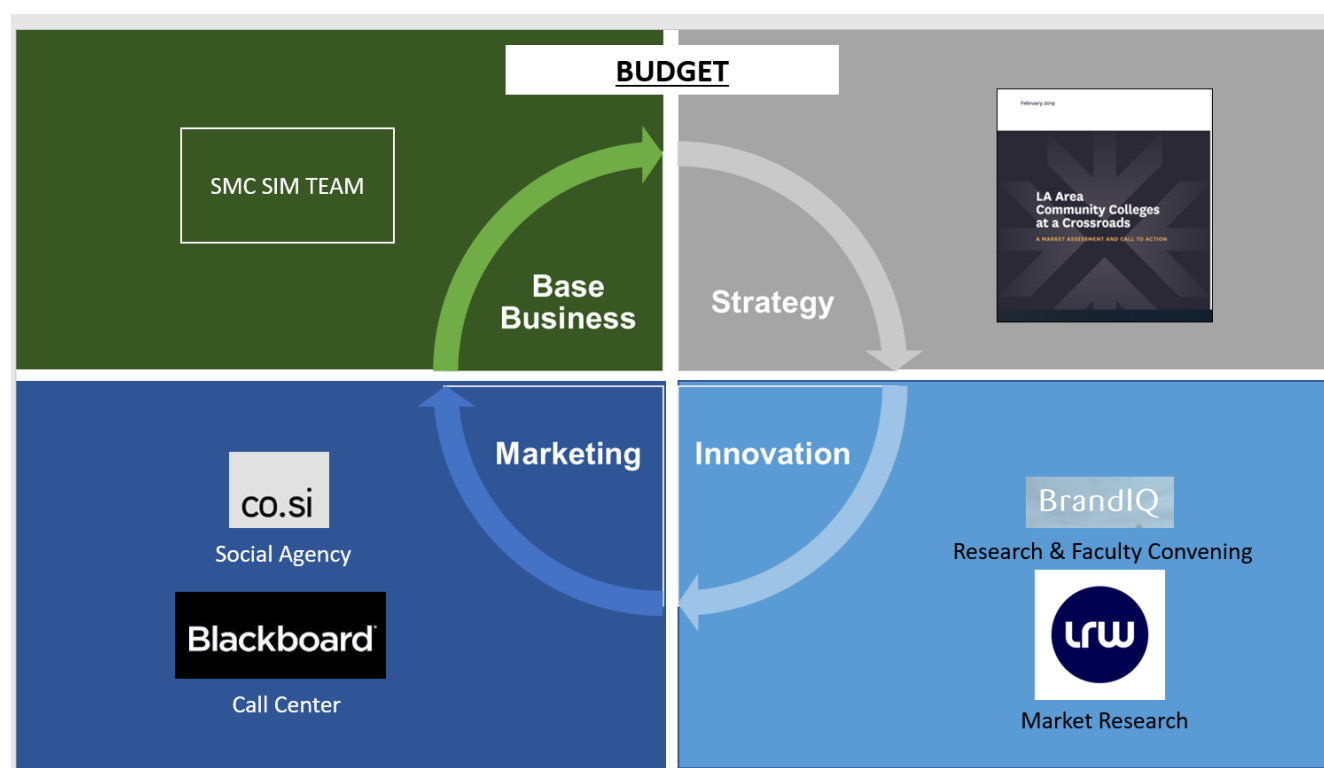 BUDGET
SMC SIM TEAM
Base
Business
Strategy
February 2019
LA Area
Community Colleges
at a Crossroads
A MARKET ASSESSMENT AND CALL TO ACTION
Marketing
co.si
Social Agency
Blackboard
Call Center
Innovation
BrandIQ
Research & Faculty Convening
lrw
Market Research